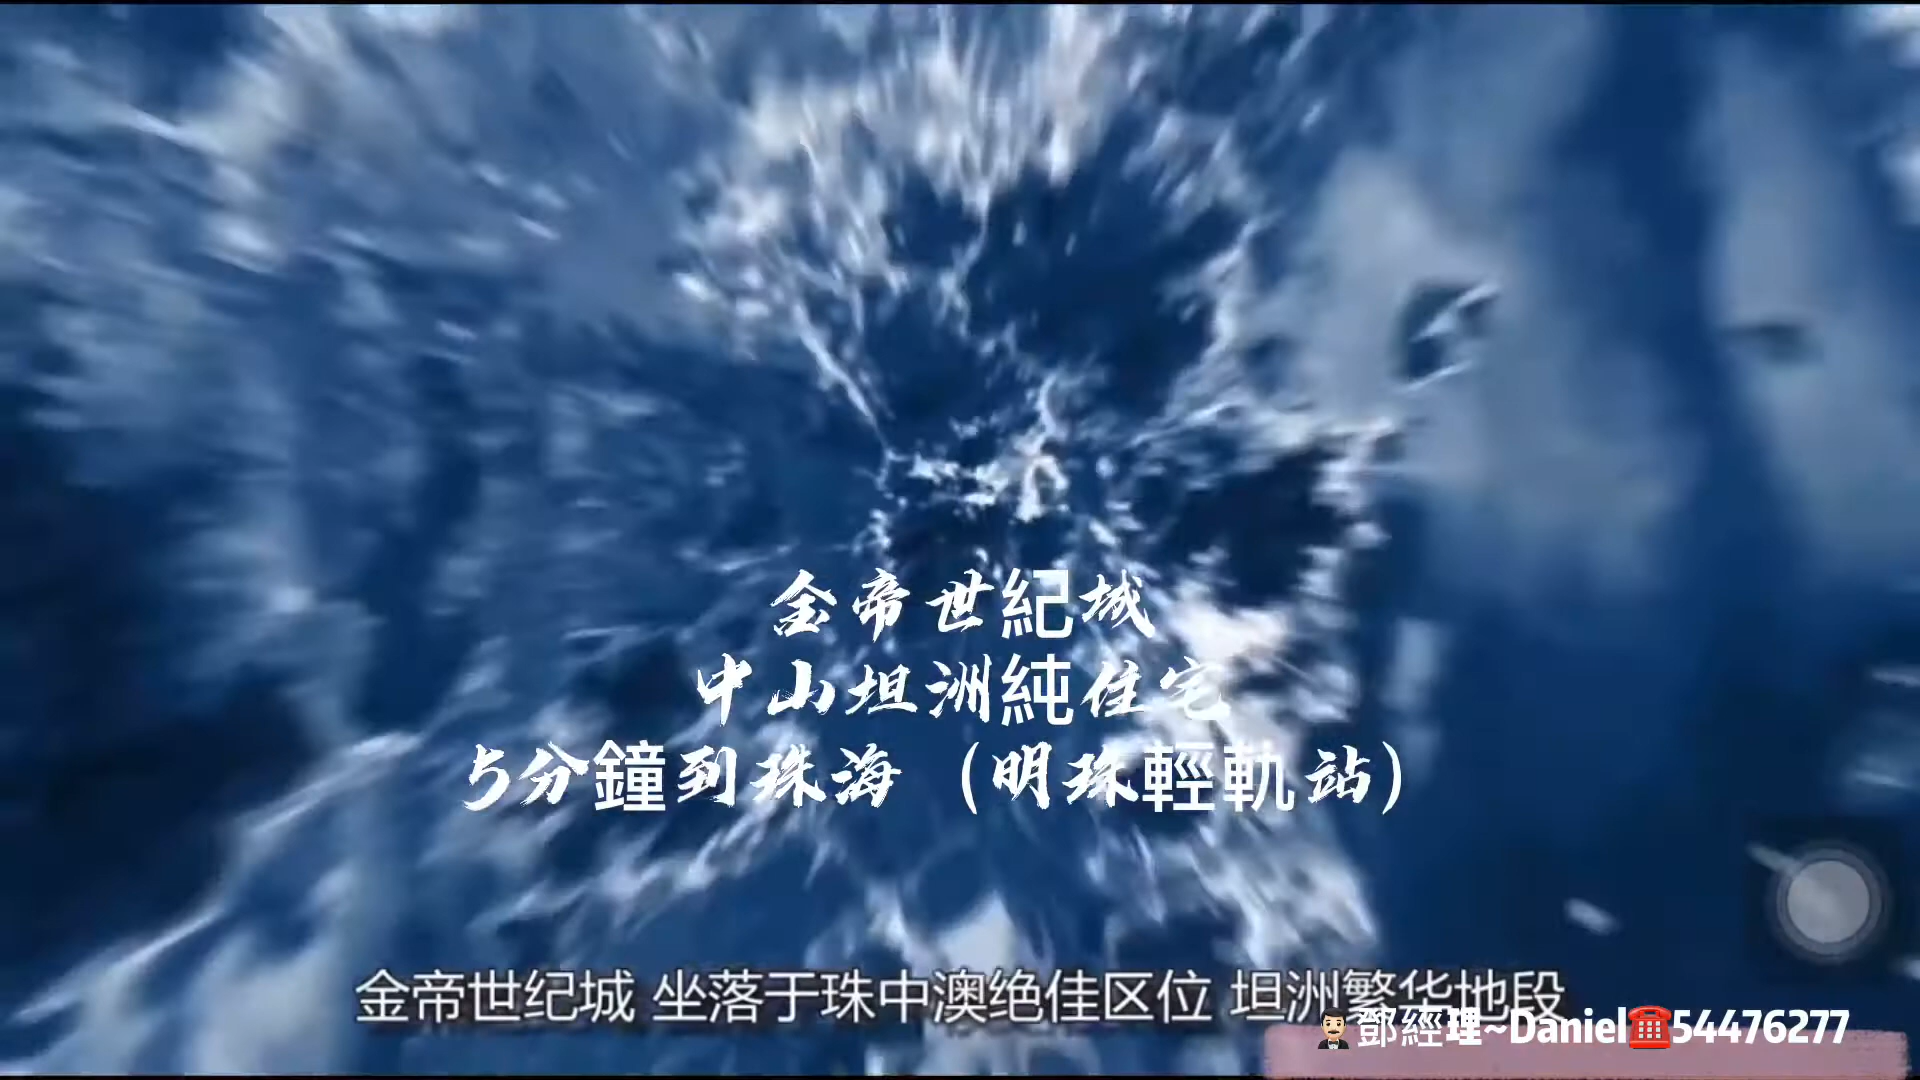 金帝世紀城
中山坦洲純住宅
5分鐘到珠海（明珠輕軌站）
金帝世纪城 坐落于珠中澳绝佳区位 坦洲繁华地段
鄧經理~Daniel☎54476277